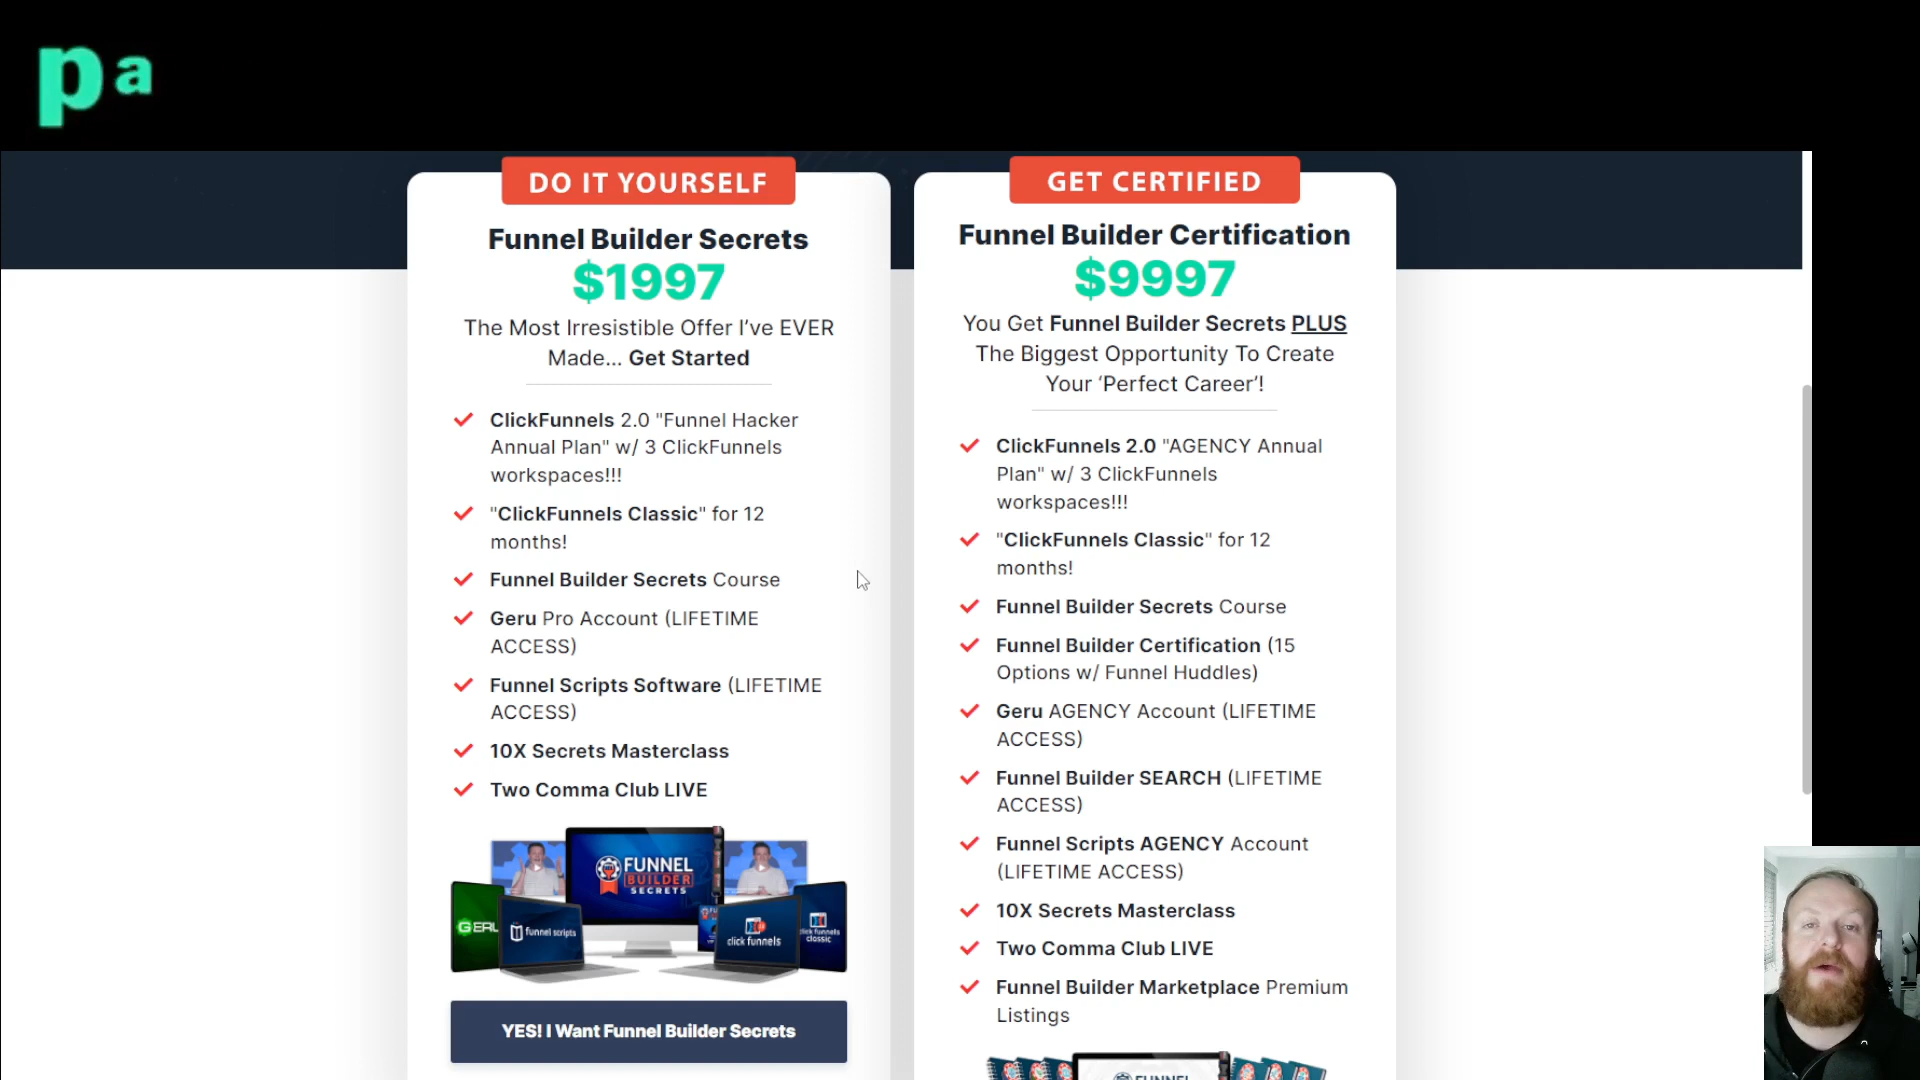 pa
DO IT YOURSELF
Funnel Builder Secrets
$1997
The Most Irresistible Offer I've EVER
Made... Get Started
ClickFunnels 2.0 "Funnel Hacker
Annual Plan" w/ 3 ClickFunnels
workspaces!!!
"ClickFunnels Classic" for 12
months!
Funnel Builder Secrets Course
Geru Pro Account (LIFETIME
ACCESS)
Funnel Scripts Software (LIFETIME
ACCESS)
10X Secrets Masterclass
Two Comma Club LIVE
FUNNEL
BUILDER
SECRETS
funnel scripts
click funnels
click funnels
classic
YES! I Want Funnel Builder Secrets
GET CERTIFIED
Funnel Builder Certification
$9997
You Get Funnel Builder Secrets PLUS
The Biggest Opportunity To Create
Your ‘Perfect Career’!
ClickFunnels 2.0 "AGENCY Annual
Plan" w/ 3 ClickFunnels
workspaces!!!
"ClickFunnels Classic" for 12
months!
Funnel Builder Secrets Course
Funnel Builder Certification (15
Options w/ Funnel Huddles)
Geru AGENCY Account (LIFETIME
ACCESS)
Funnel Builder SEARCH (LIFETIME
ACCESS)
Funnel Scripts AGENCY Account
(LIFETIME ACCESS)
10X Secrets Masterclass
Two Comma Club LIVE
Funnel Builder Marketplace Premium
Listings